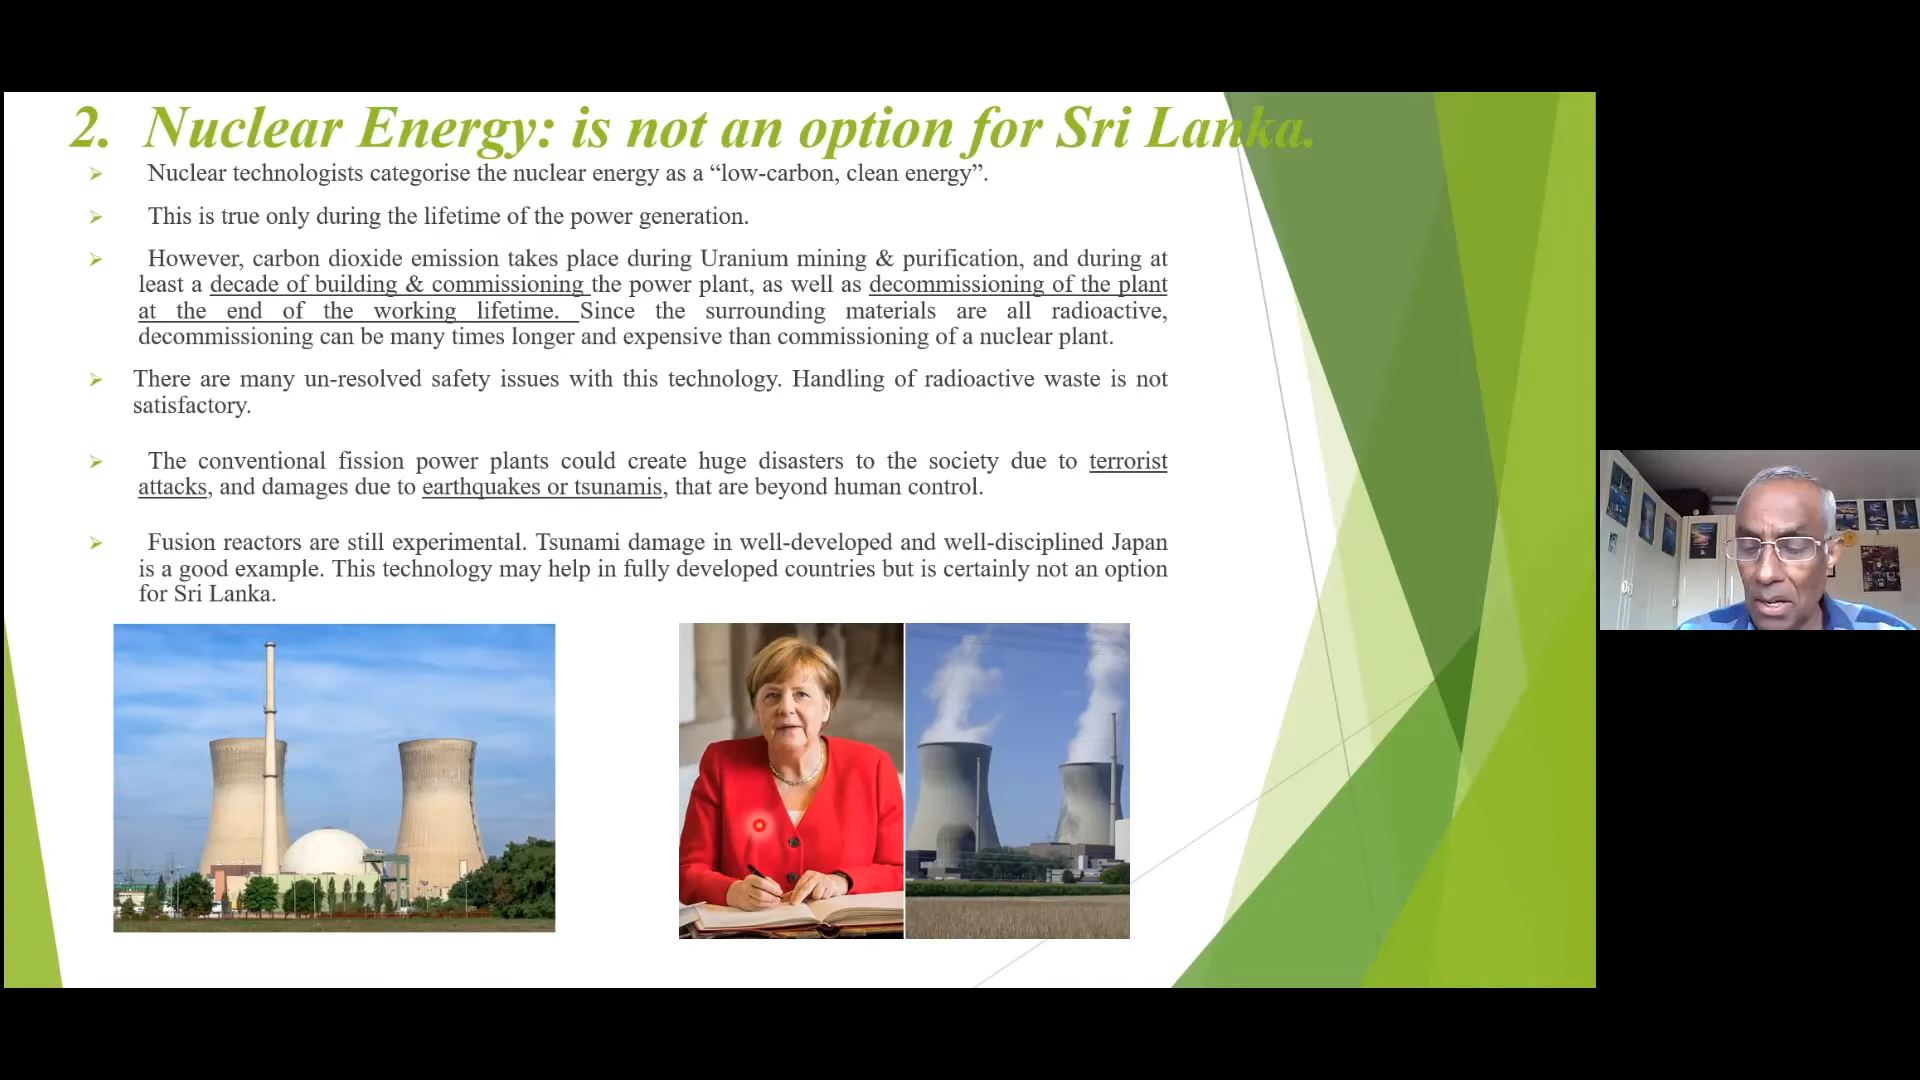 2. Nuclear Energy: is not an option for Sri Lanka.
Nuclear technologists categorise the nuclear energy as a “low-carbon, clean energy”.
This is true only during the lifetime of the power generation.
However, carbon dioxide emission takes place during Uranium mining & purification, and during at
least a decade of building & commissioning the power plant, as well as decommissioning of the plant
at the end of the working lifetime. Since the surrounding materials are all radioactive,
decommissioning can be many times longer and expensive than commissioning of a nuclear plant.
There are many un-resolved safety issues with this technology. Handling of radioactive waste is not
satisfactory.
The conventional fission power plants could create huge disasters to the society due to terrorist
attacks, and damages due to earthquakes or tsunamis, that are beyond human control.
Fusion reactors are still experimental. Tsunami damage in well-developed and well-disciplined Japan
is a good example. This technology may help in fully developed countries but is certainly not an option
for Sri Lanka.